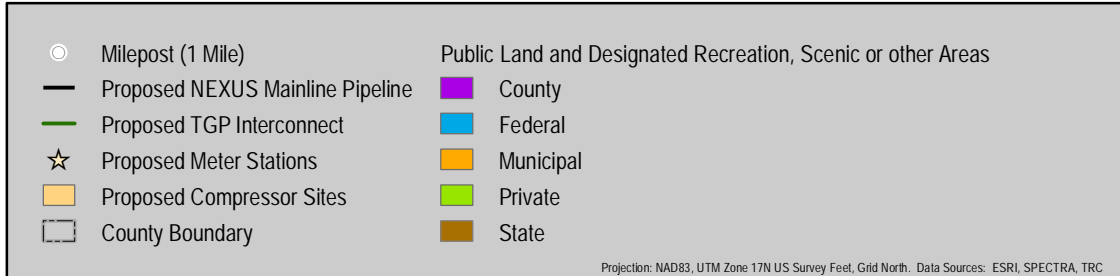 Milepost (1 Mile)
Proposed NEXUS Mainline Pipeline
Proposed TGP Interconnect
Proposed Meter Stations
Proposed Compressor Sites
County Boundary
Public Land and Designated Recreation, Scenic or other Areas
County
Federal
Municipal
Private
State
Projection: NAD83, UTM Zone 17N US Survey Feet, Grid North. Data Sources: ESRI, SPECTRA, TRC